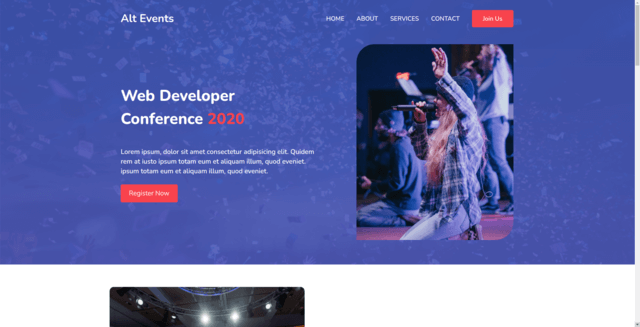 Alt Events
HOME ABOUT SERVICES CONTACT Join Us
Web Developer
Conference 2020
Lorem ipsum, dolor sit amet consectetur adipisicing elit. Quidem
rem at iusto ipsum totam eum et aliquam illum, quod eveniet.
ipsum totam eum et aliquam illum, quod eveniet.
Register Now